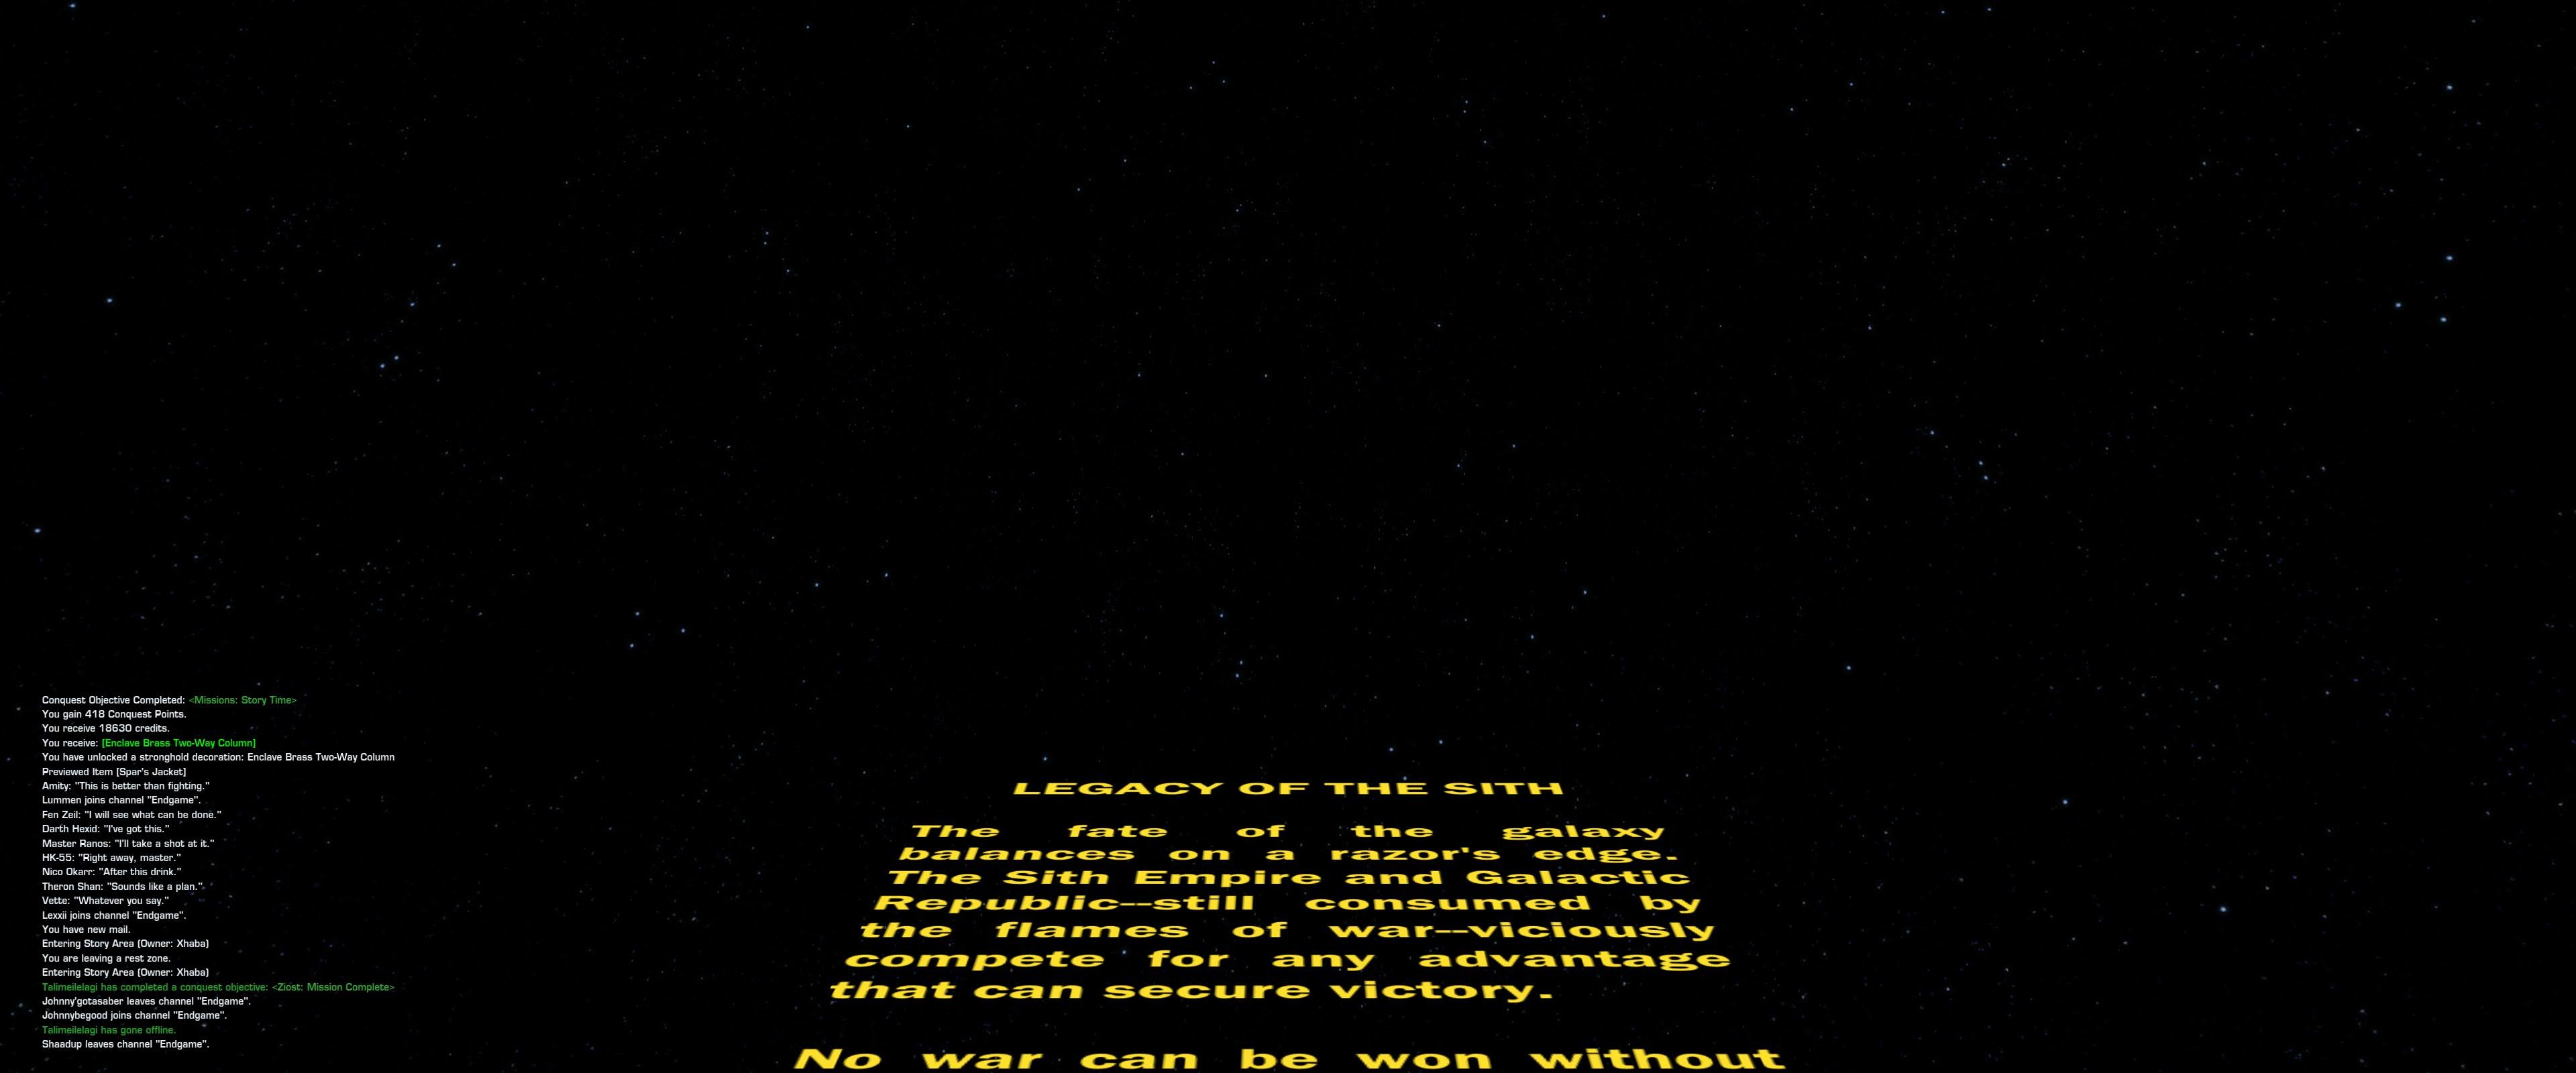 Conquest Objective Completed: <Missions: Story Time>
You gain 418 Conquest Points.
You receive 18630 credits.
You receive: [Enclave Brass Two-Way Column]
You have unlocked a stronghold decoration: Enclave Brass Two-Way Column
Previewed Item [Spar's Jacket]
Amity: "This is better than fighting."
Lummen joins channel "Endgame".
Fen Zeil: "I will see what can be done."
Darth Hexid: "I've got this."
Master Ranos: "I'll take a shot at it."
HK-55: "Right away, master."
Nico Okarr: "After this drink."
Theron Shan: "Sounds like a plan."
Vette: "Whatever you say."
Lexxii joins channel "Endgame".
You have new mail.
Entering Story Area (Owner: Xhaba)
You are leaving a rest zone.
Entering Story Area (Owner: Xhaba)
Talimeilelagi has completed a conquest objective: <Ziost: Mission Complete>
Johnny'gotasaber leaves channel "Endgame".
Johnnybegood joins channel "Endgame".
Talimeilelagi has gone offline.
Shaadup leaves channel "Endgame".
LEGACY OF THE SITH
The fate of the galaxy
balances on a razor's edge.
The Sith Empire and Galactic
Republic--still consumed by
the flames of war--viciously
compete for any advantage
that can secure victory.
No war can be won without